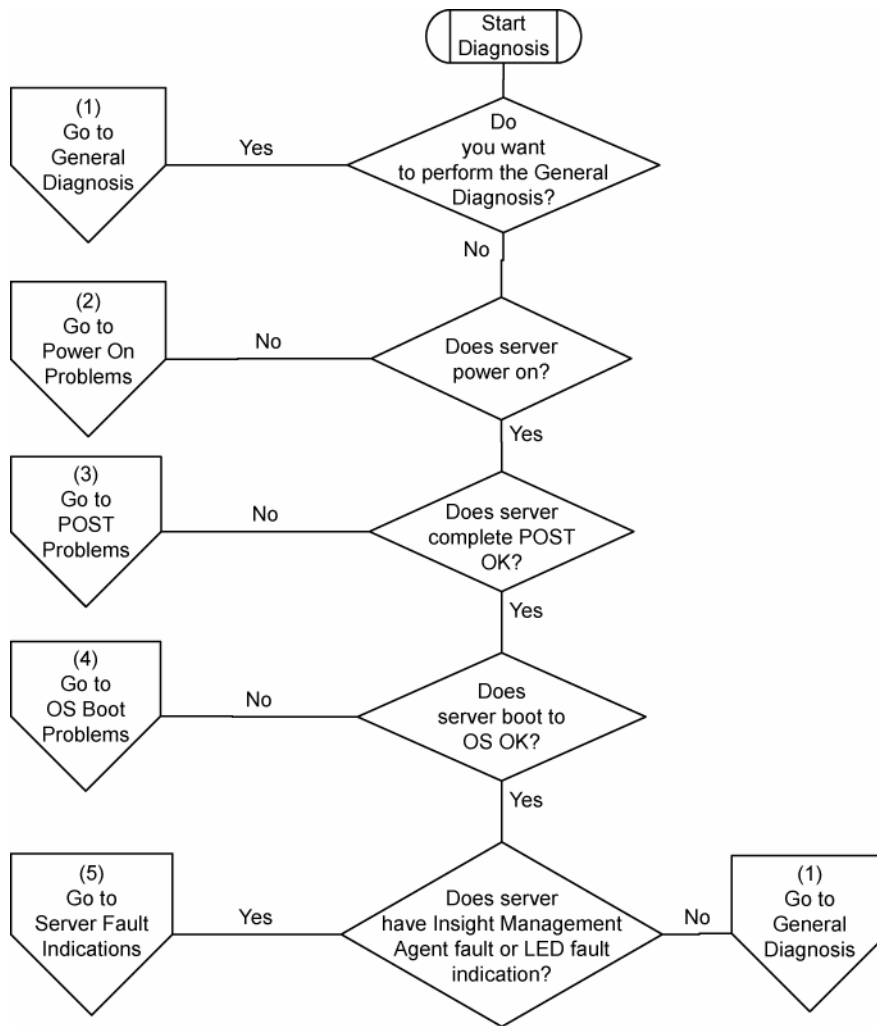 Start
Diagnosis
(1)
Go to
General
Diagnosis
Yes
Do
you want
to perform the General
Diagnosis?
No
(2)
Go to
Power On
Problems
No
Does server
power on?
Yes
(3)
Go to
POST
Problems
No
Does server
complete POST
OK?
Yes
(4)
Go to
OS Boot
Problems
No
Does
server boot to
OS OK?
Yes
(5)
Go to
Server Fault
Indications
Yes
Does server
have Insight Management
Agent fault or LED fault
indication?
No
(1)
Go to
General
Diagnosis